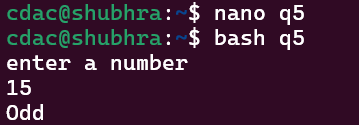 cdac@shubhra:~$ nano q5
cdac@shubhra:~$ bash q5
enter a number
15
Odd